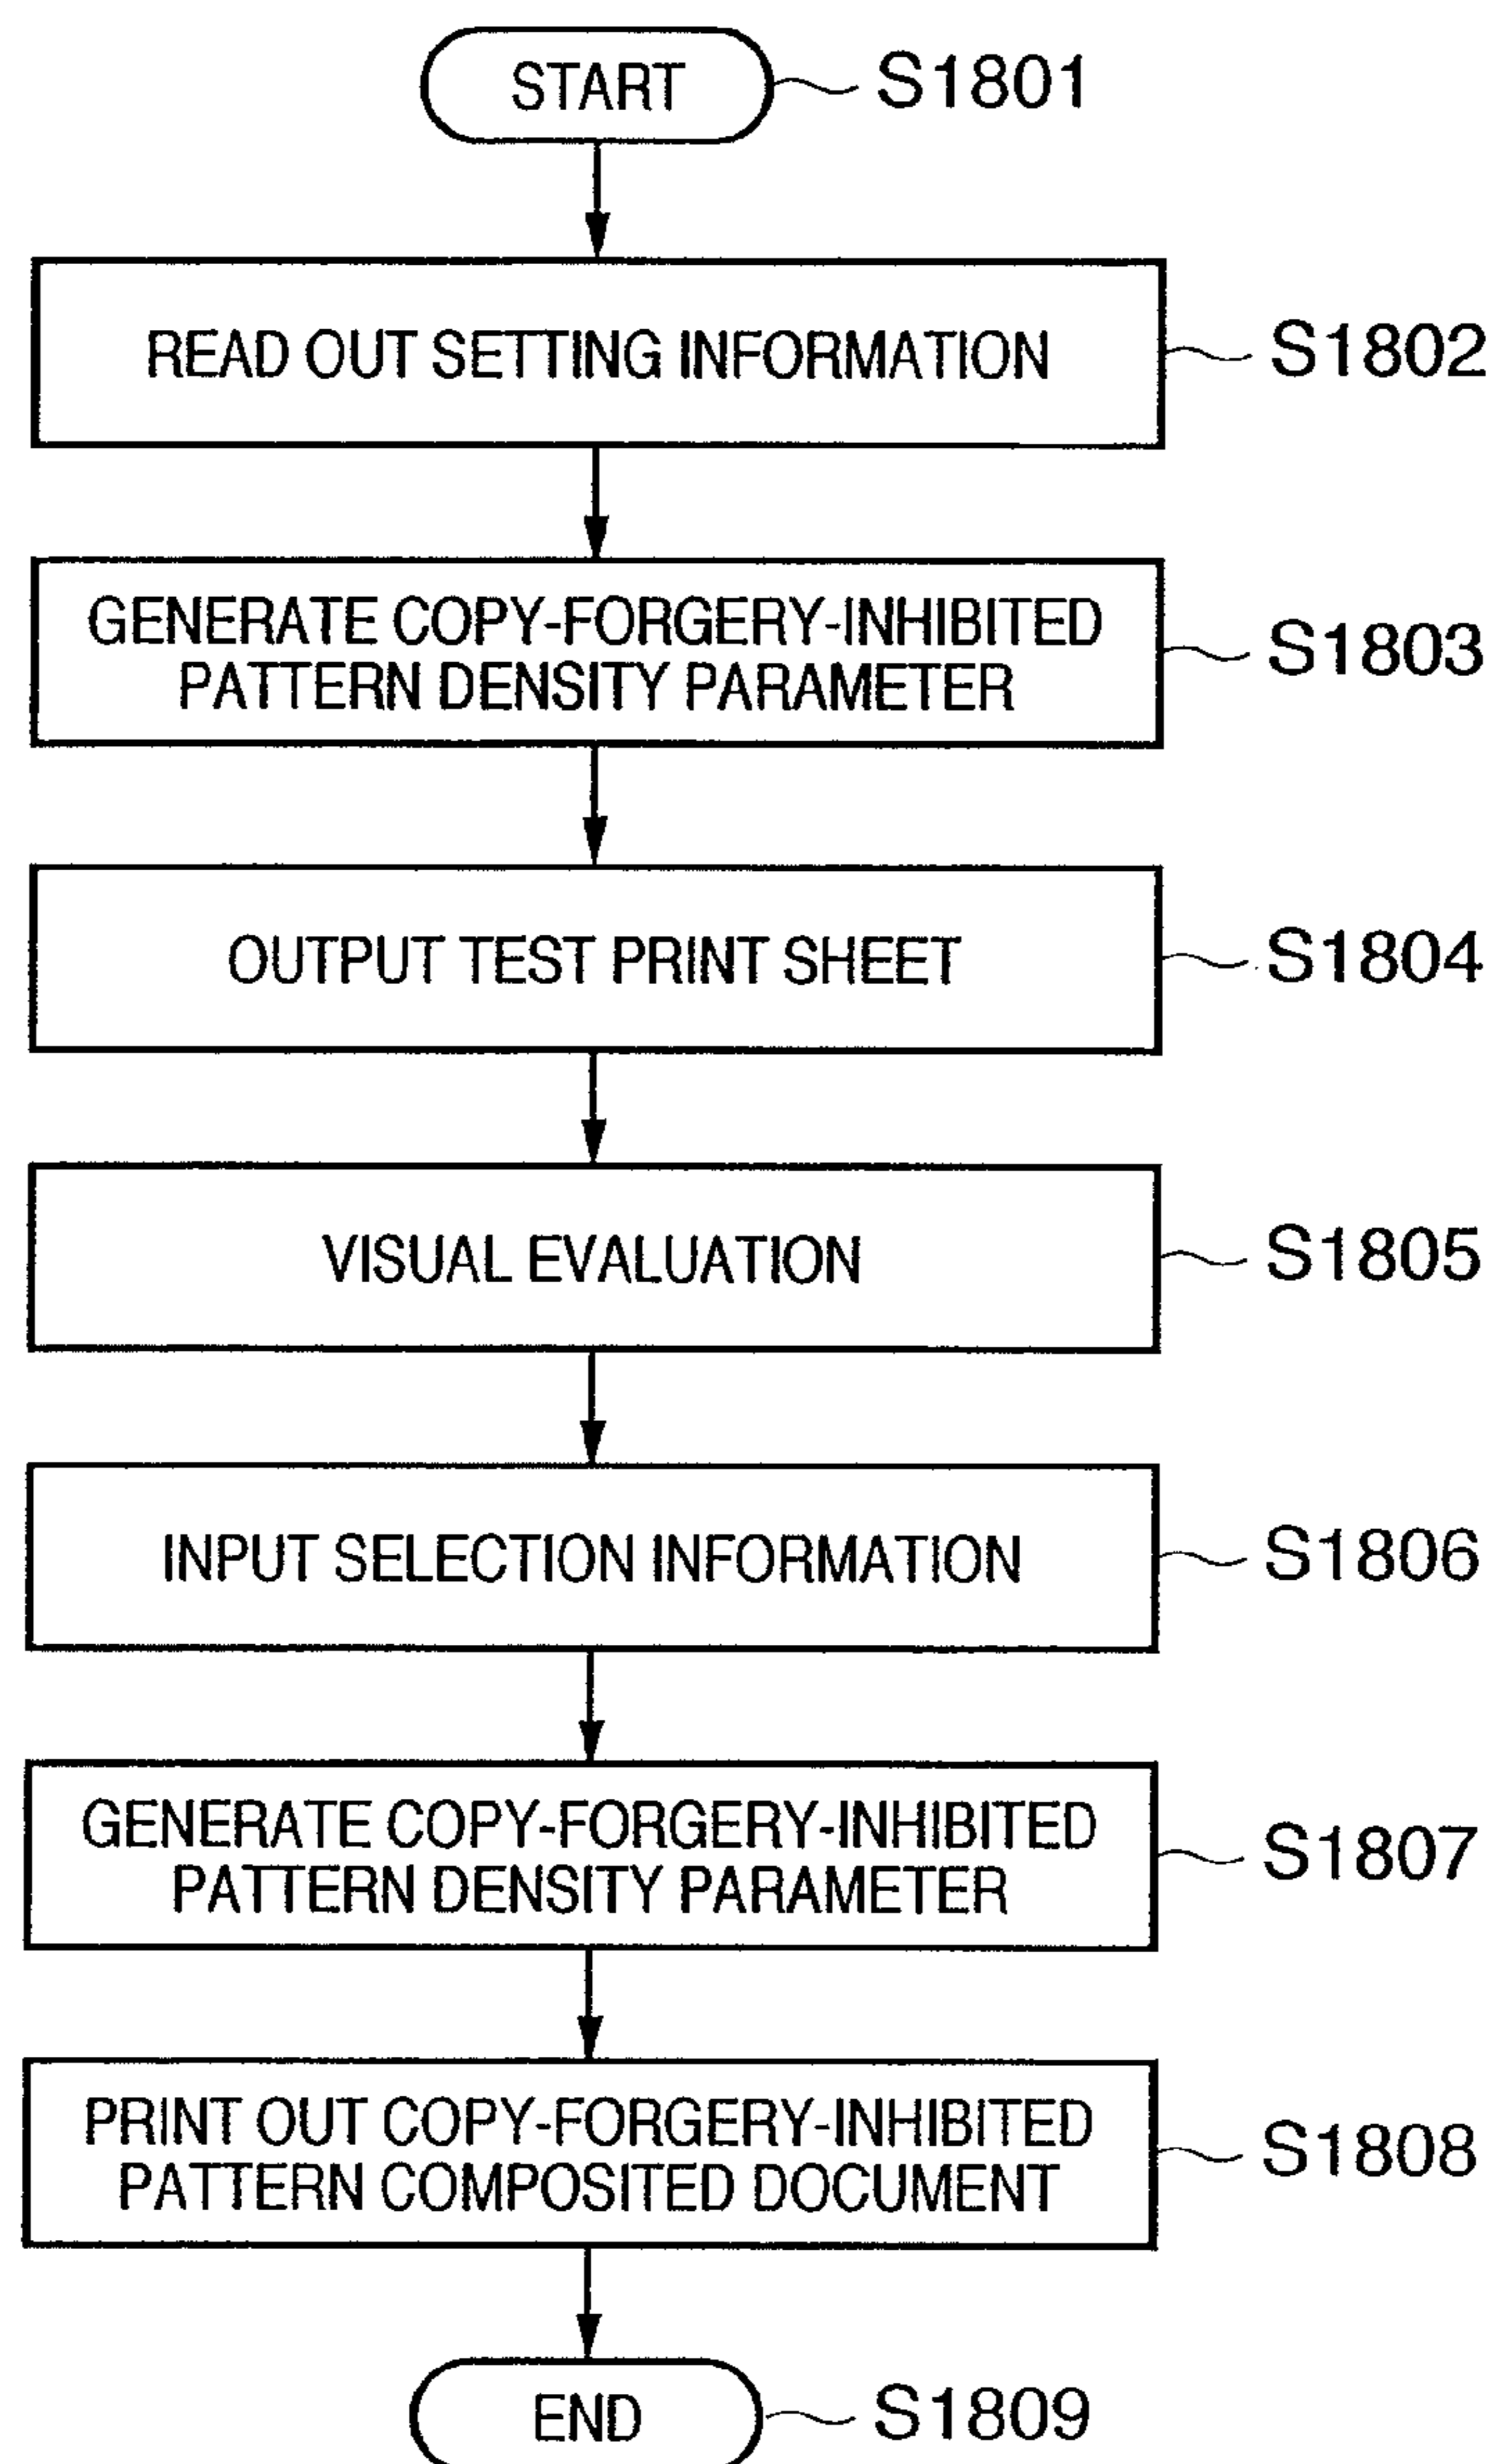 START S1801
READ OUT SETTING INFORMATION S1802
GENERATE COPY-FORGERY-INHIBITED
PATTERN DENSITY PARAMETER S1803
OUTPUT TEST PRINT SHEET S1804
VISUAL EVALUATION S1805
INPUT SELECTION INFORMATION S1806
GENERATE COPY-FORGERY-INHIBITED
PATTERN DENSITY PARAMETER S1807
PRINT OUT COPY-FORGERY-INHIBITED
PATTERN COMPOSITED DOCUMENT S1808
END S1809